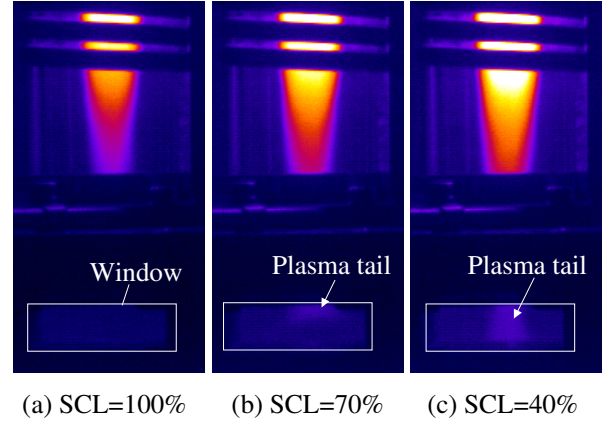 Window
Plasma tail
Plasma tail
(a) SCL=100%
(b) SCL=70%
(c) SCL=40%